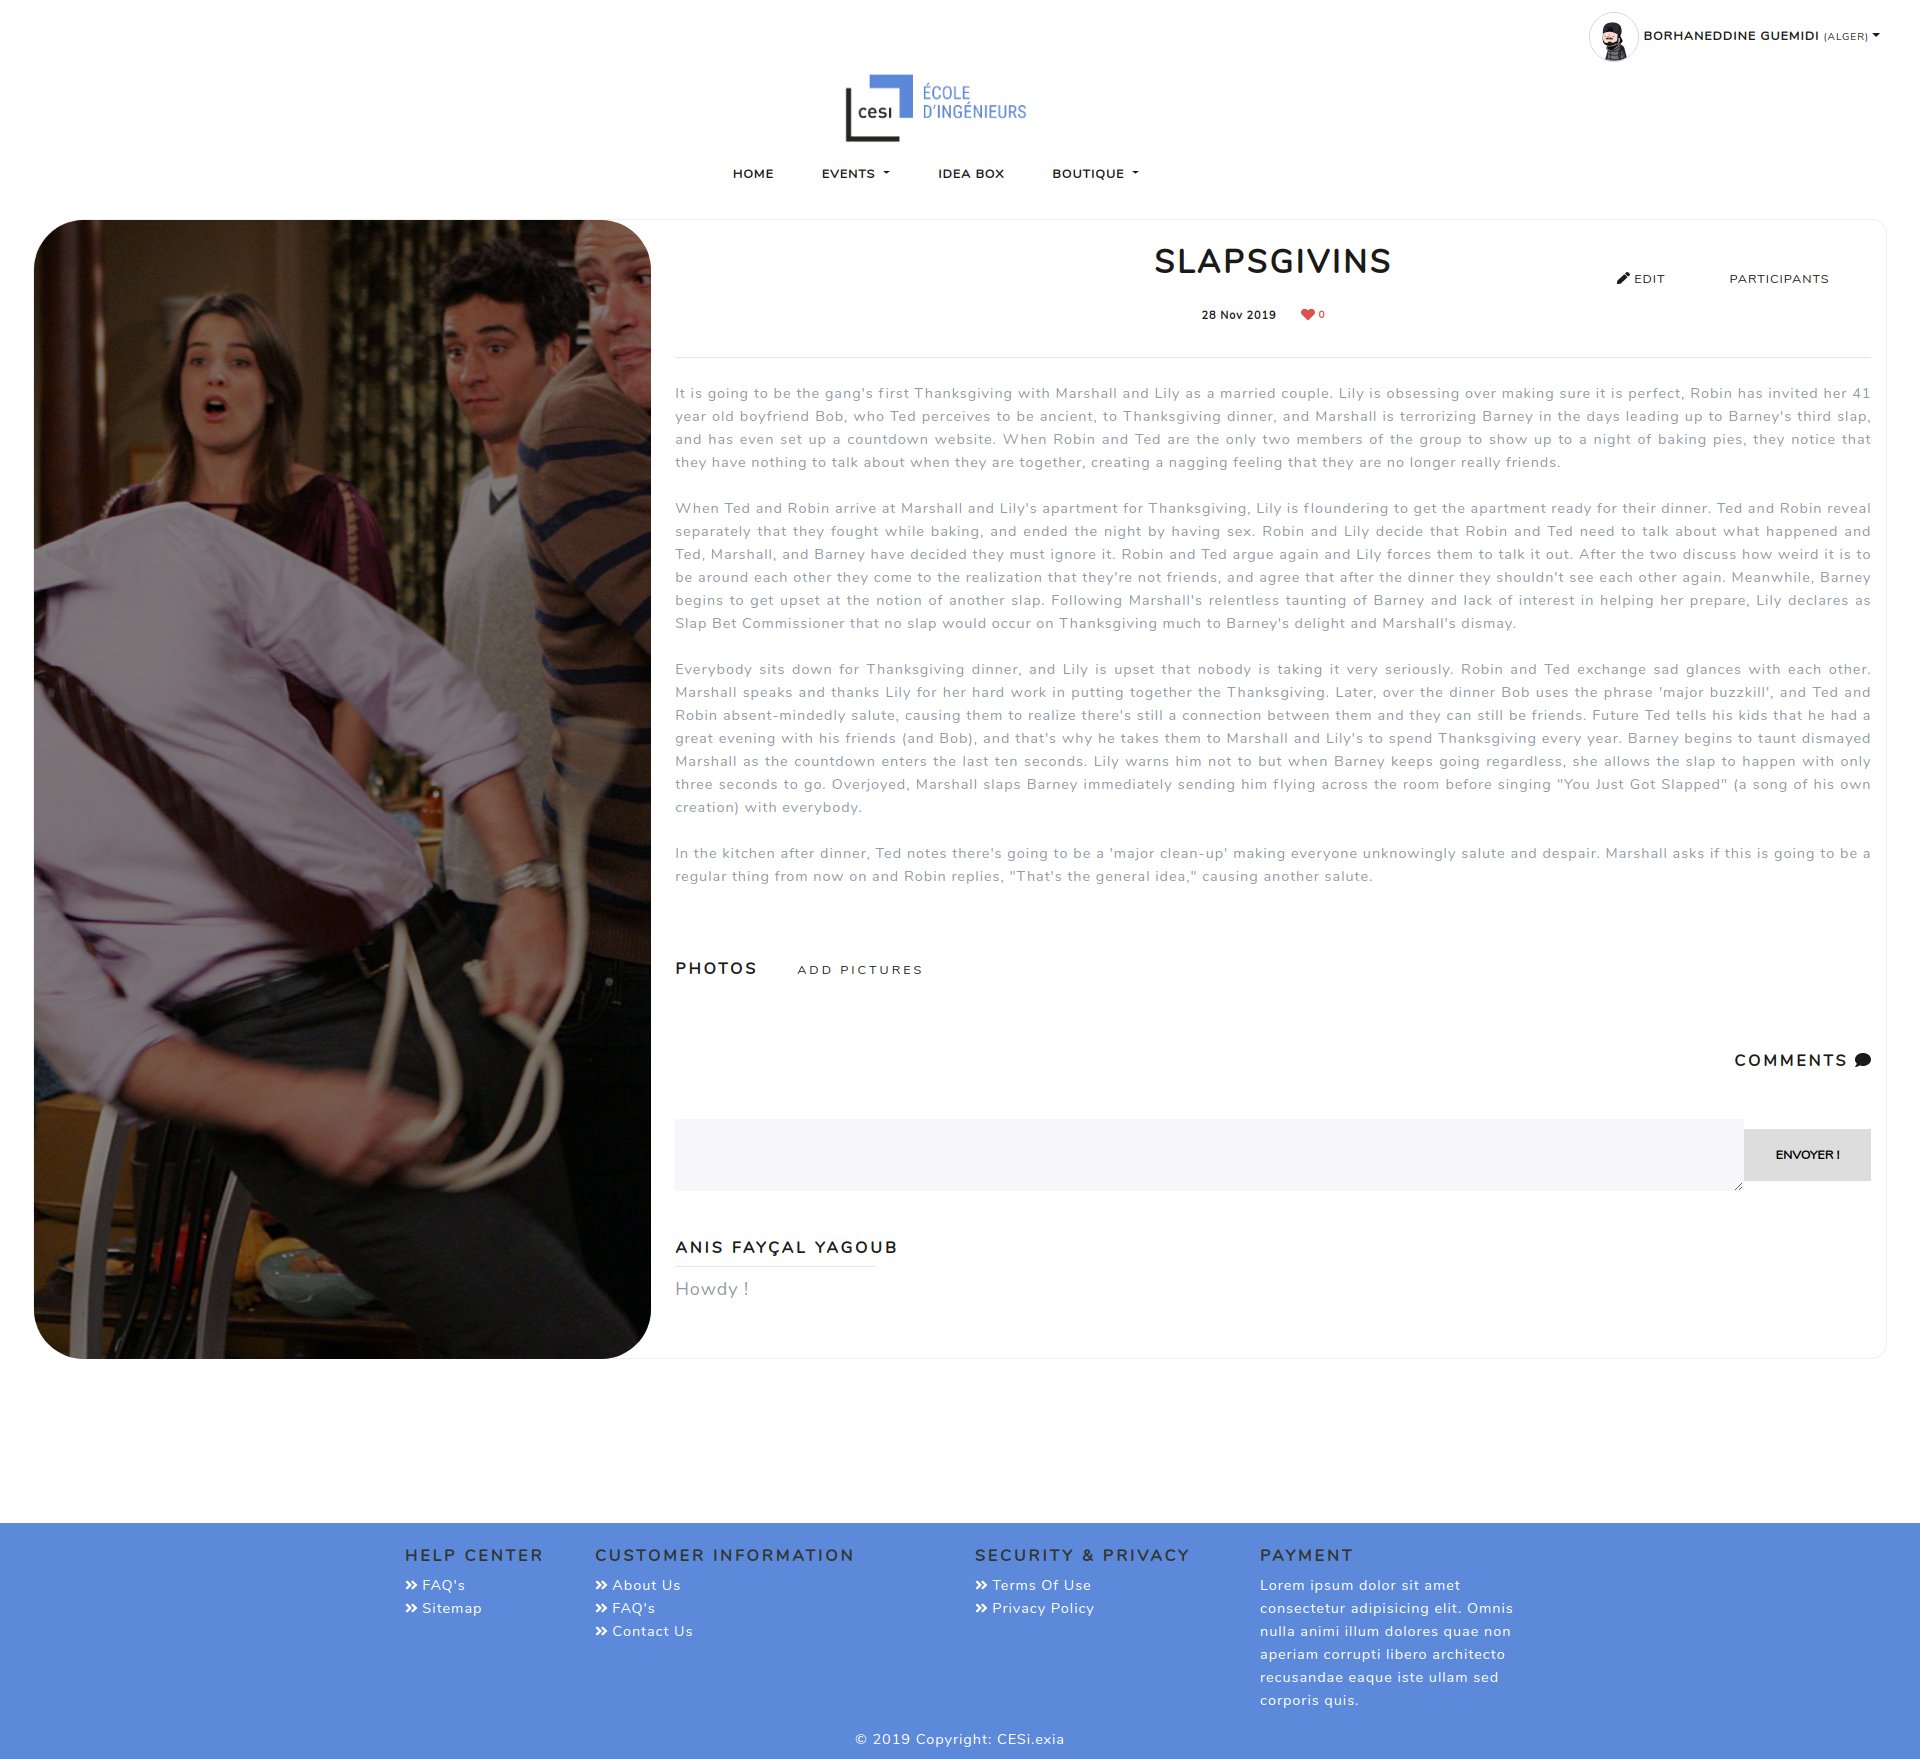 BORHANEDDINE GUEMIDI (ALGER)
cesi
ÉCOLE
D'INGÉNIEURS
HOME EVENTS IDEA BOX BOUTIQUE
SLAPSGIVINS
EDIT PARTICIPANTS
28 Nov 2019 0
It is going to be the gang's first Thanksgiving with Marshall and Lily as a married couple. Lily is obsessing over making sure it is perfect, Robin has invited her 41
year old boyfriend Bob, who Ted perceives to be ancient, to Thanksgiving dinner, and Marshall is terrorizing Barney in the days leading up to Barney's third slap,
and has even set up a countdown website. When Robin and Ted are the only two members of the group to show up to a night of baking pies, they notice that
they have nothing to talk about when they are together, creating a nagging feeling that they are no longer really friends.
When Ted and Robin arrive at Marshall and Lily's apartment for Thanksgiving, Lily is floundering to get the apartment ready for their dinner. Ted and Robin reveal
separately that they fought while baking, and ended the night by having sex. Robin and Lily decide that Robin and Ted need to talk about what happened and
Ted, Marshall, and Barney have decided they must ignore it. Robin and Ted argue again and Lily forces them to talk it out. After the two discuss how weird it is to
be around each other they come to the realization that they're not friends, and agree that after the dinner they shouldn't see each other again. Meanwhile, Barney
begins to get upset at the notion of another slap. Following Marshall's relentless taunting of Barney and lack of interest in helping her prepare, Lily declares as
Slap Bet Commissioner that no slap would occur on Thanksgiving much to Barney's delight and Marshall's dismay.
Everybody sits down for Thanksgiving dinner, and Lily is upset that nobody is taking it very seriously. Robin and Ted exchange sad glances with each other.
Marshall speaks and thanks Lily for her hard work in putting together the Thanksgiving. Later, over the dinner Bob uses the phrase 'major buzzkill', and Ted and
Robin absent-mindedly salute, causing them to realize there's still a connection between them and they can still be friends. Future Ted tells his kids that he had a
great evening with his friends (and Bob), and that's why he takes them to Marshall and Lily's to spend Thanksgiving every year. Barney begins to taunt dismayed
Marshall as the countdown enters the last ten seconds. Lily warns him not to but when Barney keeps going regardless, she allows the slap to happen with only
three seconds to go. Overjoyed, Marshall slaps Barney immediately sending him flying across the room before singing "You Just Got Slapped" (a song of his own
creation) with everybody.
In the kitchen after dinner, Ted notes there's going to be a 'major clean-up' making everyone unknowingly salute and despair. Marshall asks if this is going to be a
regular thing from now on and Robin replies, "That's the general idea," causing another salute.
PHOTOS ADD PICTURES
COMMENTS
ENVOYER !
ANIS FAYÇAL YAGOUB
Howdy !
HELP CENTER
FAQ's
Sitemap
CUSTOMER INFORMATION
About Us
FAQ's
Contact Us
SECURITY & PRIVACY
Terms Of Use
Privacy Policy
PAYMENT
Lorem ipsum dolor sit amet
consectetur adipisicing elit. Omnis
nulla animi illum dolores quae non
aperiam corrupti libero architecto
recusandae eaque iste ullam sed
corporis quis.
© 2019 Copyright: CESi.exia